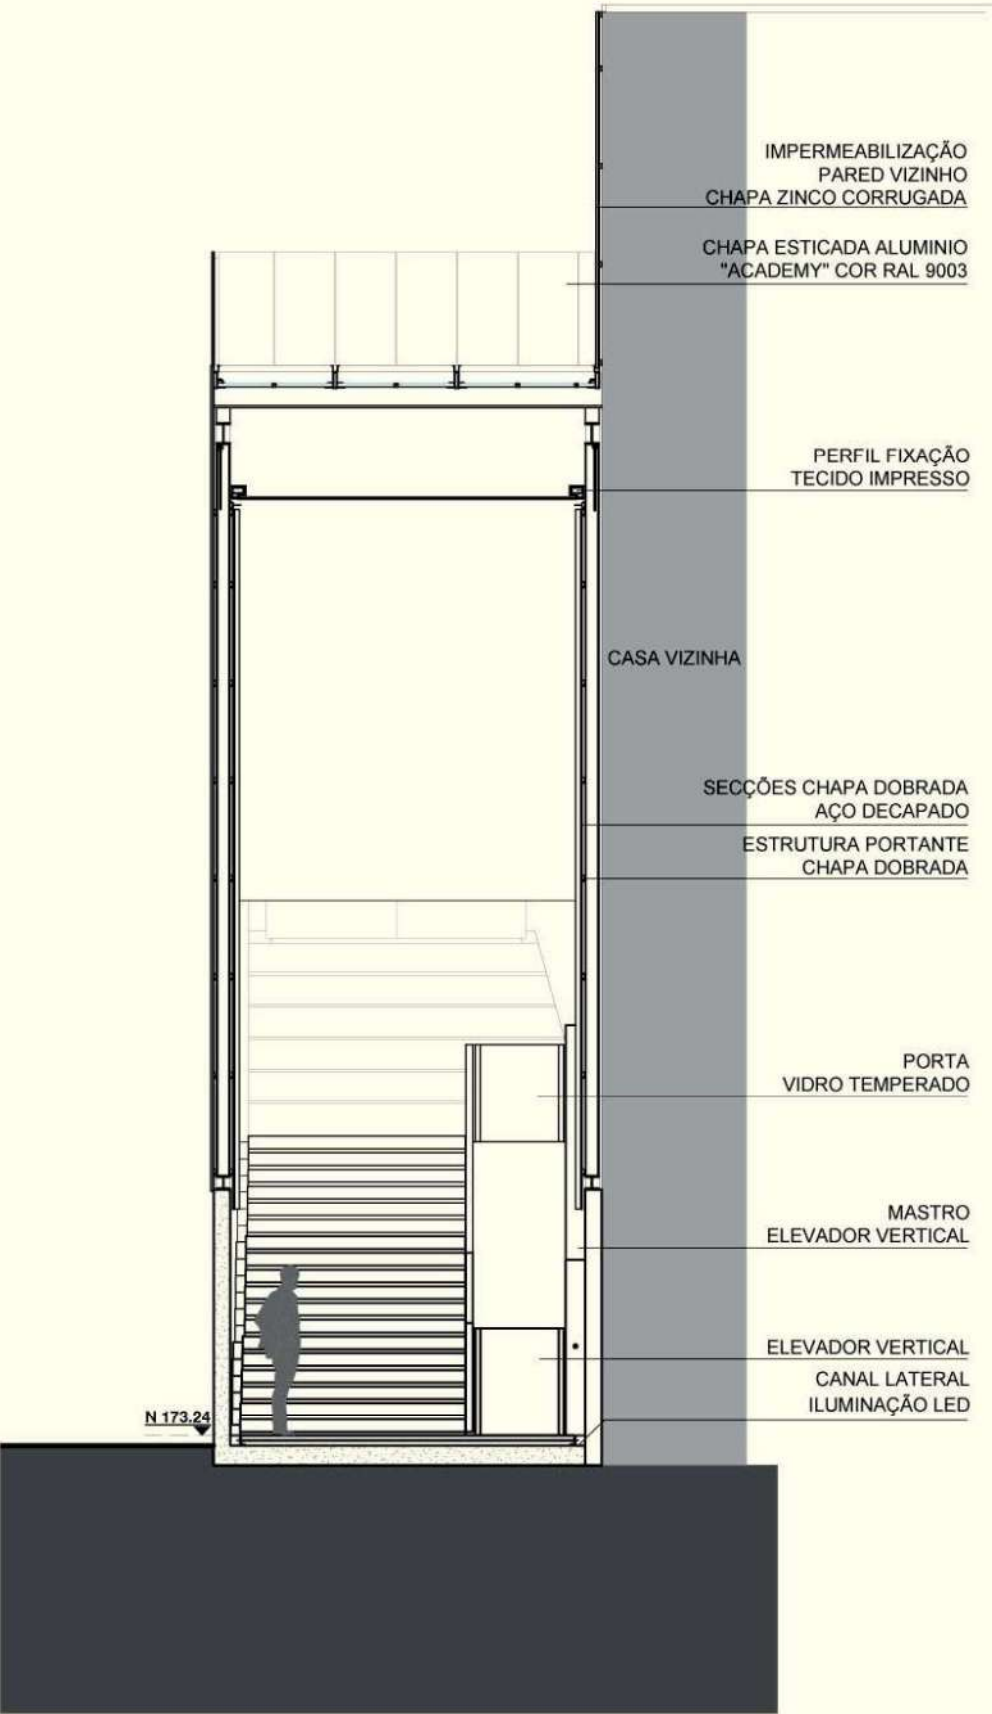 IMPERMEABILIZAÇÃO
PARED VIZINHO
CHAPA ZINCO CORRUGADA
CHAPA ESTICADA ALUMINIO
"ACADEMY" COR RAL 9003
PERFIL FIXAÇÃO
TECIDO IMPRESSO
CASA VIZINHA
SECÇÕES CHAPA DOBRADA
AÇO DECAPADO
ESTRUTURA PORTANTE
CHAPA DOBRADA
PORTA
VIDRO TEMPERADO
MASTRO
ELEVADOR VERTICAL
ELEVADOR VERTICAL
CANAL LATERAL
ILUMINAÇÃO LED
N 173.24